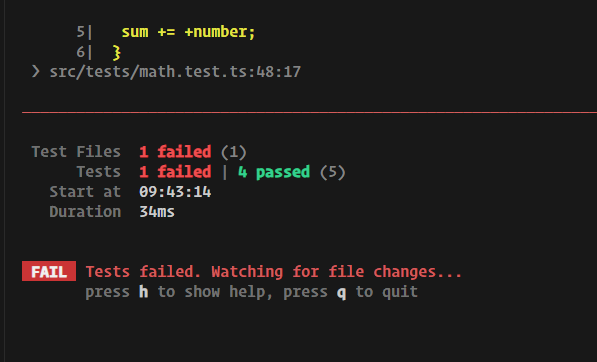 5|   sum += +number;
6|  }
❯ src/tests/math.test.ts:48:17
Test Files  1 failed (1)
Tests  1 failed | 4 passed (5)
Start at  09:43:14
Duration  34ms
FAIL  Tests failed. Watching for file changes...
press h to show help, press q to quit